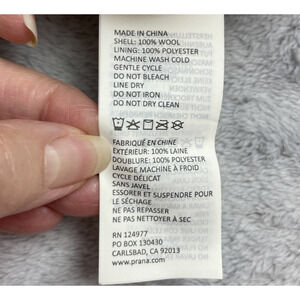 MADE IN CHINA
SHELL: 100% WOOL
LINING: 100% POLYESTER
MACHINE WASH COLD
GENTLE CYCLE
DO NOT BLEACH
LINE DRY
DO NOT IRON
DO NOT DRY CLEAN
FABRIQUÉ EN CHINE
EXTÉRIEUR: 100% LAINE
DOUBLURE: 100% POLYESTER
LAVAGE MACHINE À FROID
CYCLE DÉLICAT
SANS JAVEL
ESSORER ET SUSPENDRE POUR
LE SÉCHAGE
NE PAS REPASSER
NE PAS NETTOYER À SEC
RN 124977
PO BOX 130430
CARLSBAD, CA 92013
www.prana.com